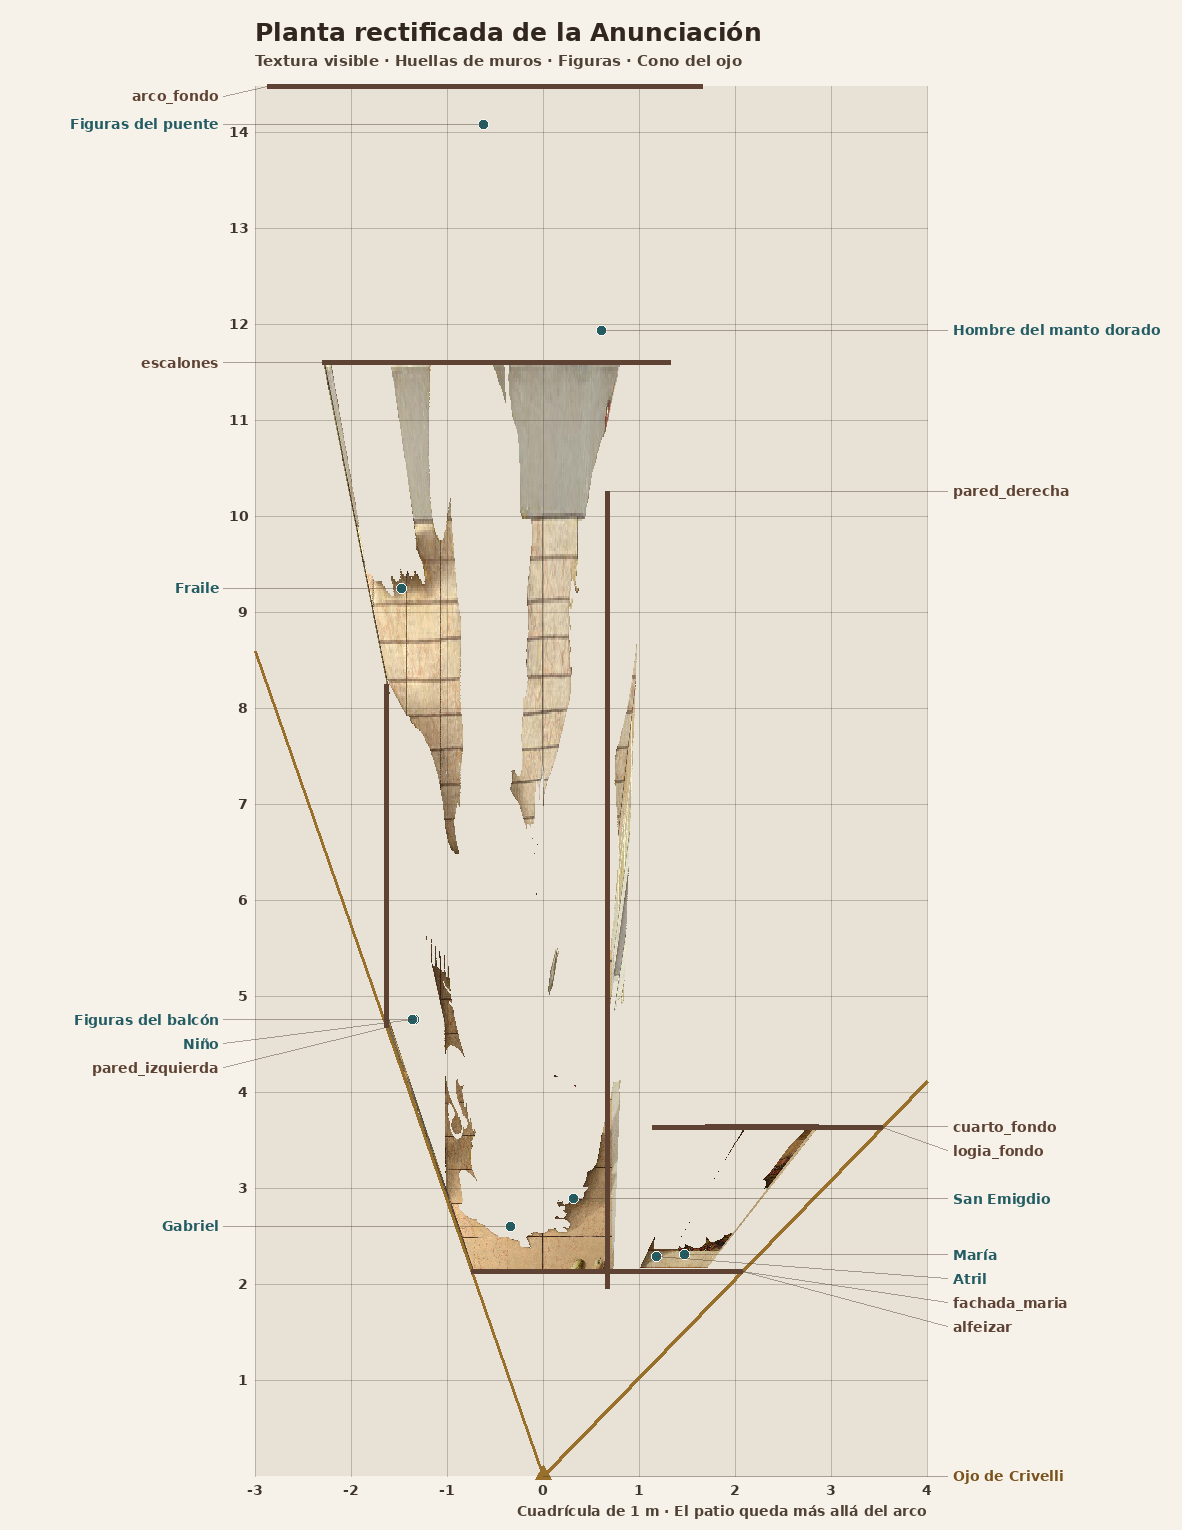 Planta rectificada de la Anunciación
Textura visible · Huellas de muros · Figuras · Cono del ojo
arco_fondo
Figuras del puente
14
13
12
Hombre del manto dorado
escalones
11
pared_derecha
10
Fraile
9
8
7
6
5
Figuras del balcón
Niño
pared_izquierda
4
cuarto_fondo
logia_fondo
3
San Emigdio
Gabriel
María
Atril
2
fachada_maria
alfeizar
1
Ojo de Crivelli
-3 -2 -1 0 1 2 3 4
Cuadrícula de 1 m · El patio queda más allá del arco